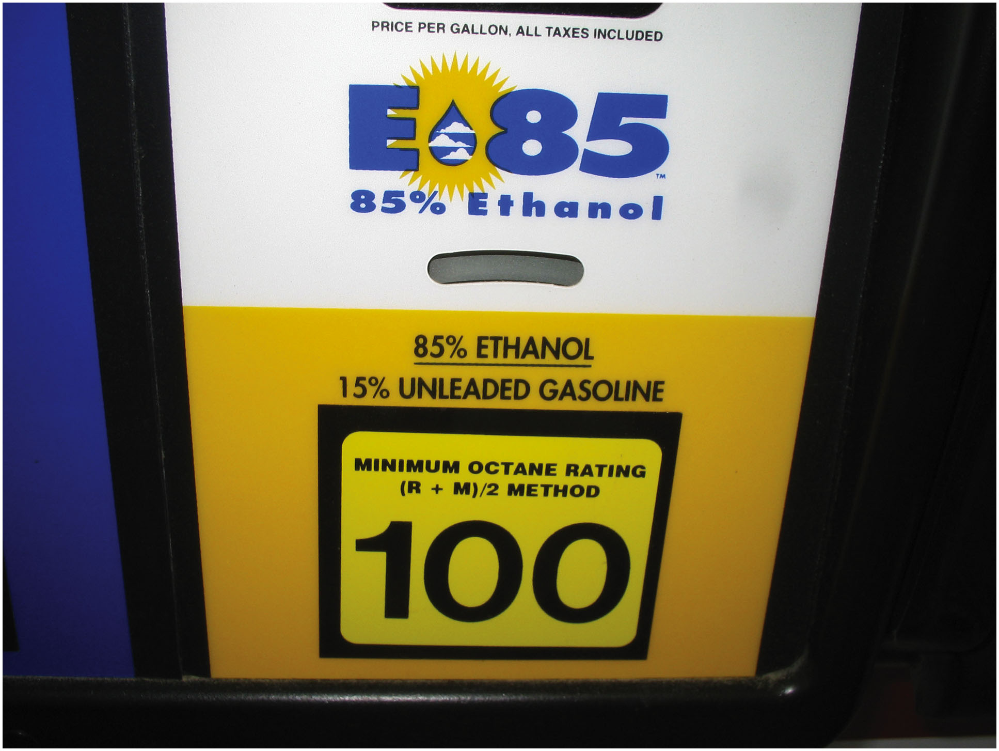 PRICE PER GALLON, ALL TAXES INCLUDED
E85
TM
85% Ethanol
85% ETHANOL
15% UNLEADED GASOLINE
MINIMUM OCTANE RATING
(R + M)/2 METHOD
100